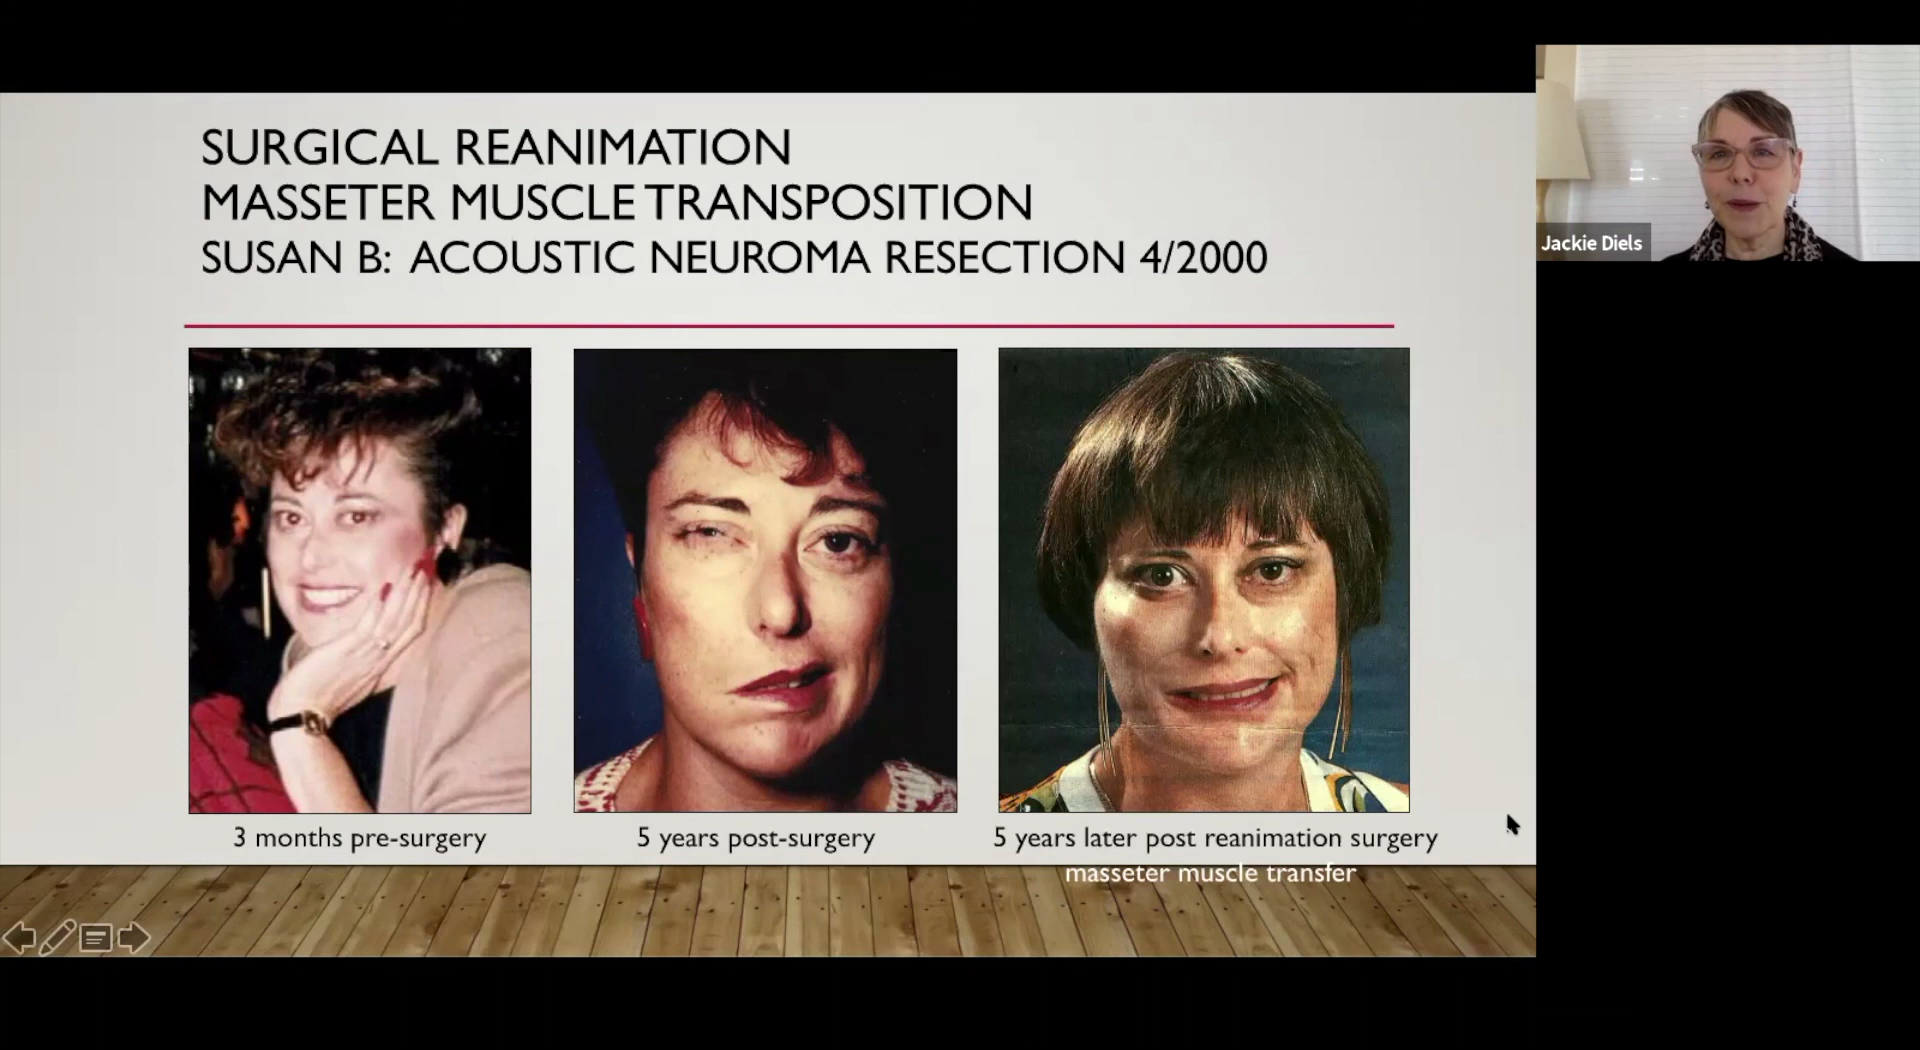 SURGICAL REANIMATION
MASSETER MUSCLE TRANSPOSITION
SUSAN B: ACOUSTIC NEUROMA RESECTION 4/2000
Jackie Diels
3 months pre-surgery
5 years post-surgery
5 years later post reanimation surgery
masseter muscle transfer